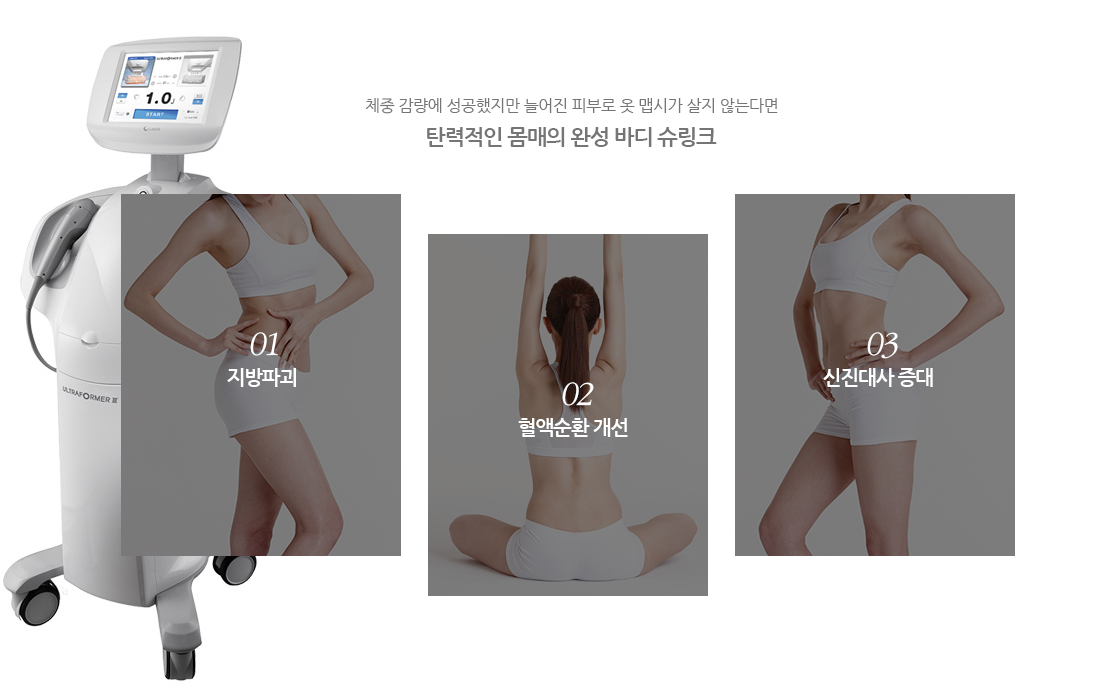 ULTRAFORMER
1.0J
START
체중 감량에 성공했지만 늘어진 피부로 옷 맵시가 살지 않는다면
탄력적인 몸매의 완성 바디 슈링크
01
지방파괴
02
혈액순환 개선
03
신진대사 증대
ULTRAFORMER III